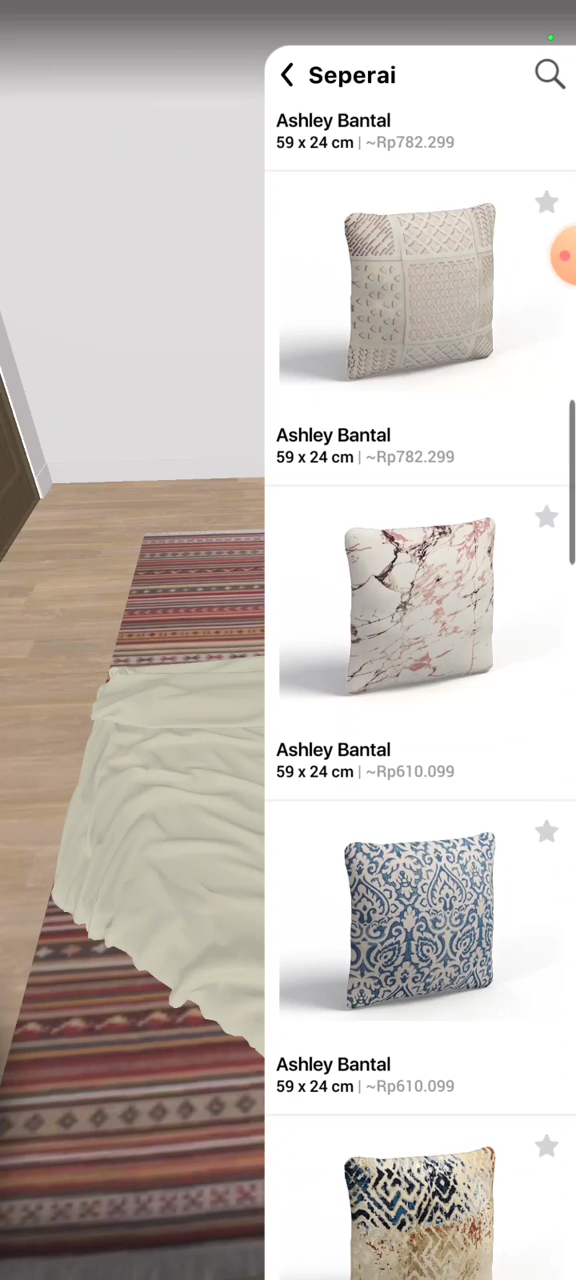 Seperai
Ashley Bantal
59 x 24 cm | ~Rp782.299
Ashley Bantal
59 x 24 cm | ~Rp782.299
Ashley Bantal
59 x 24 cm | ~Rp610.099
Ashley Bantal
59 x 24 cm | ~Rp610.099